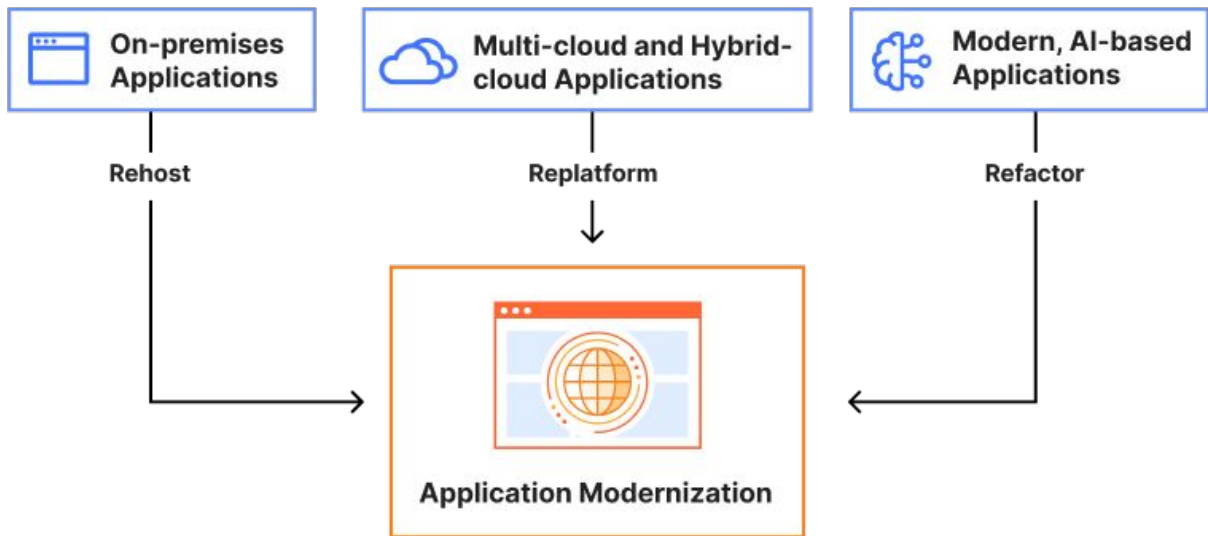 On-premises
Applications
Multi-cloud and Hybrid-
cloud Applications
Modern, AI-based
Applications
Rehost
Replatform
Refactor
Application Modernization